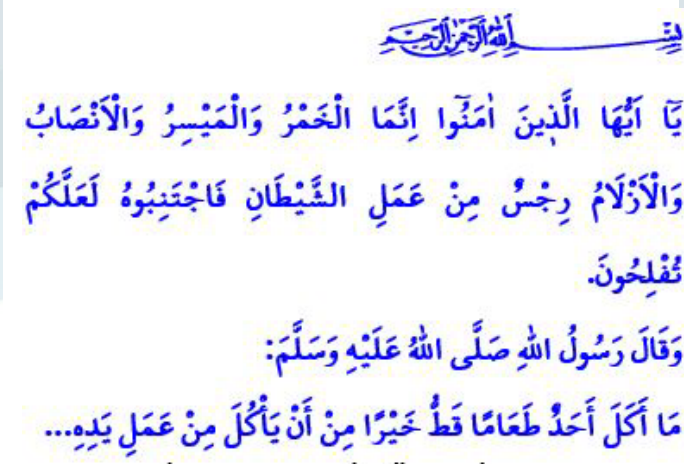 بِسْمِ اللّٰهِ الرَّحْمٰنِ الرَّحِيمِ
يَٓا اَيُّهَا الَّذ۪ينَ اٰمَنُٓوا اِنَّمَا الْخَمْرُ وَالْمَيْسِرُ وَالْاَنْصَابُ
وَالْاَزْلَامُ رِجْسٌ مِنْ عَمَلِ الشَّيْطَانِ فَاجْتَنِبُوهُ لَعَلَّكُمْ
تُفْلِحُونَ.
وَقَالَ رَسُولُ اللّٰهِ صَلَّى اللّٰهُ عَلَيْهِ وَسَلَّمَ:
مَا أَكَلَ أَحَدٌ طَعَامًا قَطُّ خَيْرًا مِنْ أَنْ يَأْكُلَ مِنْ عَمَلِ يَدِهِ...